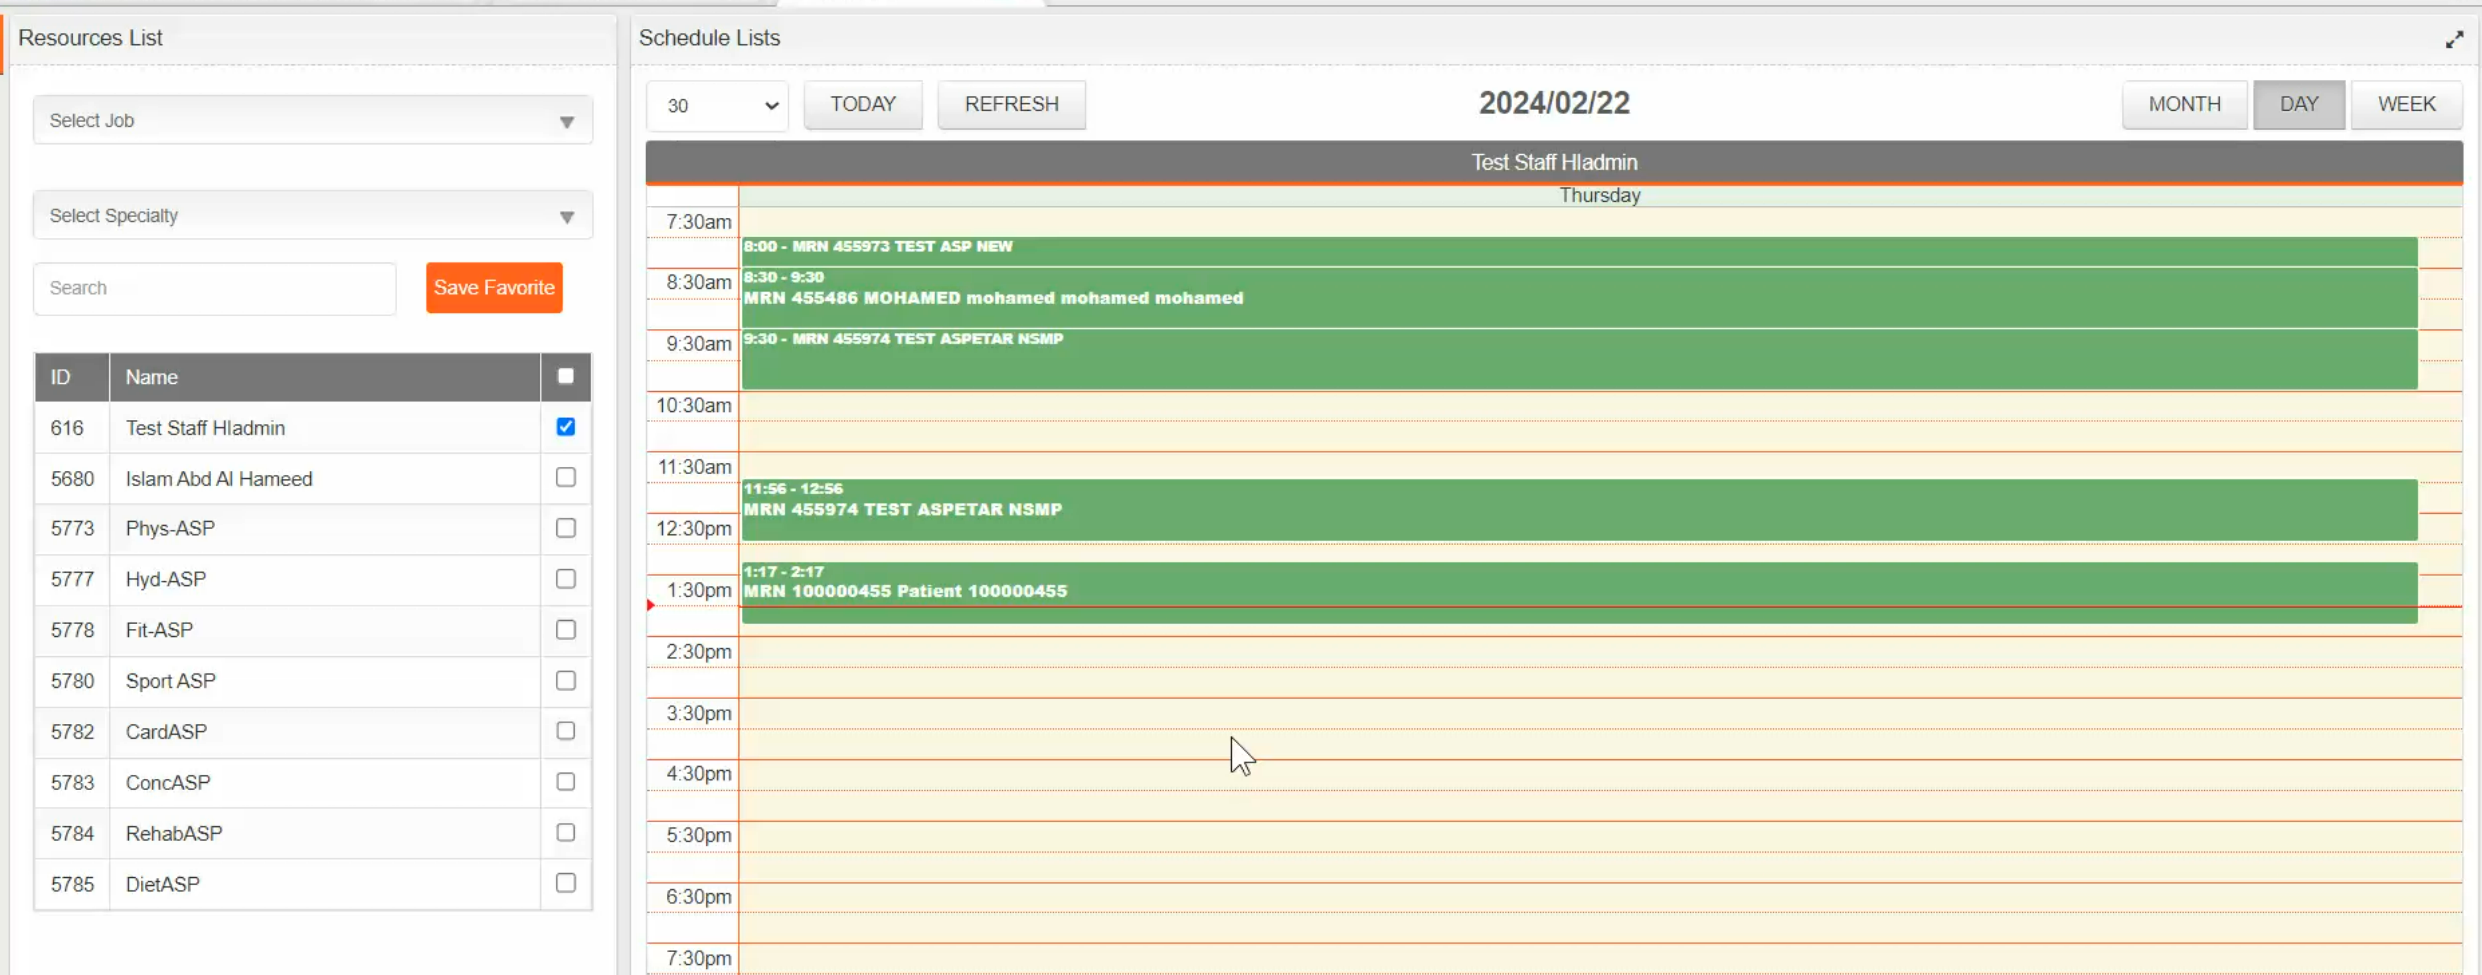 Resources List
Select Job
Select Specialty
Search
Save Favorite
ID Name
616 Test Staff Hladmin
5680 Islam Abd Al Hameed
5773 Phys-ASP
5777 Hyd-ASP
5778 Fit-ASP
5780 Sport ASP
5782 CardASP
5783 ConcASP
5784 RehabASP
5785 DietASP
Schedule Lists
30 TODAY REFRESH 2024/02/22 MONTH DAY WEEK
Test Staff Hladmin
Thursday
7:30am
8:00 - MRN 455973 TEST ASP NEW
8:30am 8:30 - 9:30
MRN 455486 MOHAMED mohamed mohamed mohamed
9:30am 9:30 - MRN 455974 TEST ASPETAR NSMP
10:30am
11:30am
11:56 - 12:56
MRN 455974 TEST ASPETAR NSMP
12:30pm
1:17 - 2:17
1:30pm MRN 100000455 Patient 100000455
2:30pm
3:30pm
4:30pm
5:30pm
6:30pm
7:30pm